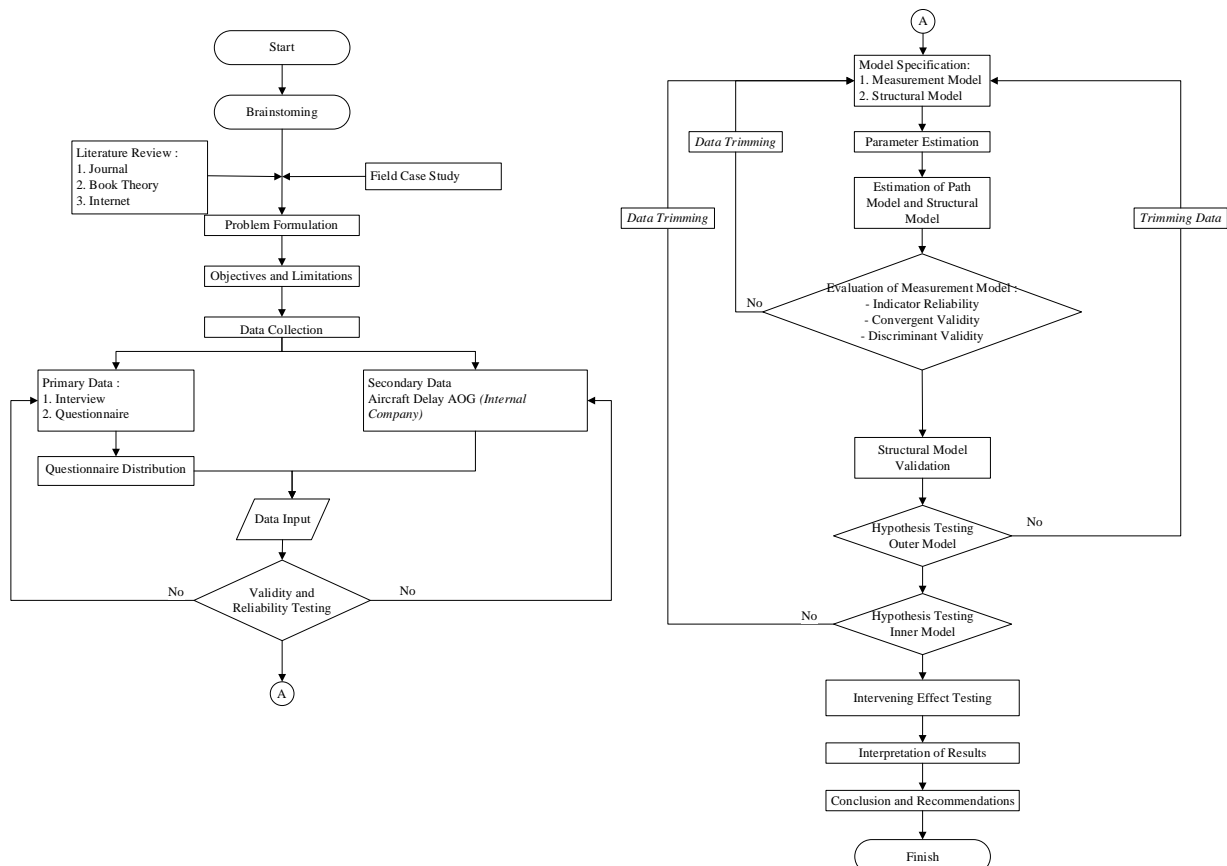 Start
Brainstoming
Literature Review :
1. Journal
2. Book Theory
3. Internet
Field Case Study
Problem Formulation
Objectives and Limitations
Data Collection
Primary Data :
1. Interview
2. Questionnaire
Secondary Data
Aircraft Delay AOG (Internal
Company)
Questionnaire Distribution
Data Input
No
Validity and
Reliability Testing
No
A
A
Model Specification:
1. Measurement Model
2. Structural Model
Data Trimming
Parameter Estimation
Estimation of Path
Model and Structural
Model
Data Trimming
Trimming Data
No
Evaluation of Measurement Model :
- Indicator Reliability
- Convergent Validity
- Discriminant Validity
Structural Model
Validation
Hypothesis Testing
Outer Model
No
No
Hypothesis Testing
Inner Model
Intervening Effect Testing
Interpretation of Results
Conclusion and Recommendations
Finish